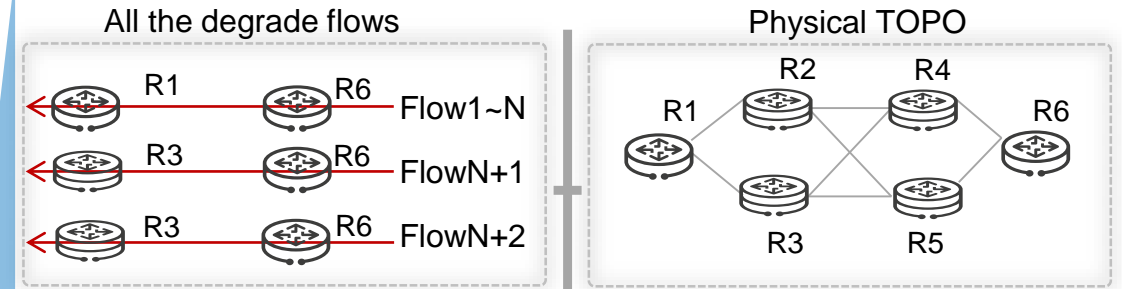 All the degrade flows
R1 R6 Flow1~N
R3 R6 FlowN+1
R3 R6 FlowN+2
Physical TOPO
R2 R4
R1 R6
R3 R5